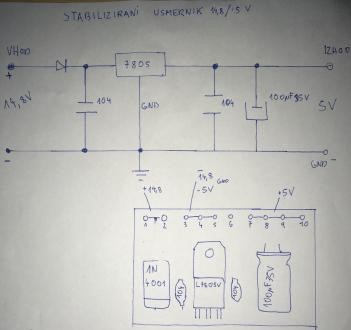 STABILIZIRANI USMERNIK 14,8/5V
VHOD
IZHOD
+
7805
14,8V
104
GND
104
100µF35V
5V
-
GND -
+14,8
-14,8 GND
-5V
+5V
1 2 3 4 5 6 7 8 9 10
1N
4001
104
L7805V
104
100µF35V